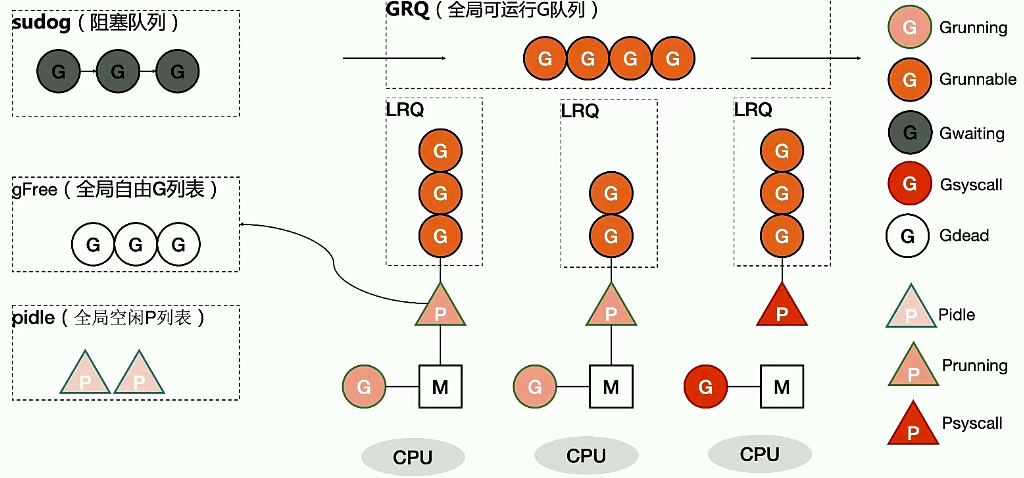 sudog（阻塞队列）
G G G
GRQ（全局可运行G队列）
G G G G
LRQ
G
G
G
LRQ
G
G
LRQ
G
G
G
gFree（全局自由G列表）
G G G
pidle（全局空闲P列表）
P P
P
P
P
G M
G M
G M
CPU
CPU
CPU
G Grunning
G Grunnable
G Gwaiting
G Gsyscall
G Gdead
P Pidle
P Prunning
P Psyscall